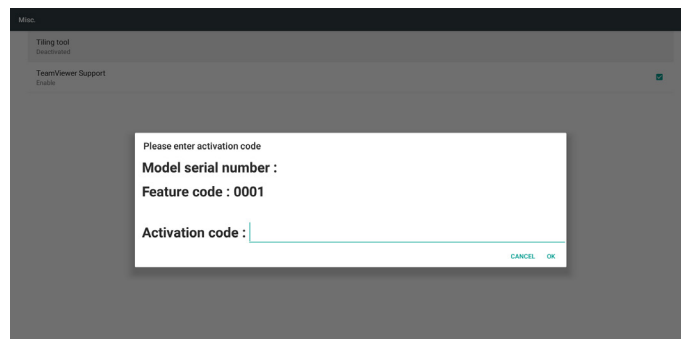 Misc.
Tiling tool
Deactivated
TeamViewer Support
Enable
Please enter activation code
Model serial number :
Feature code : 0001
Activation code :
CANCEL OK